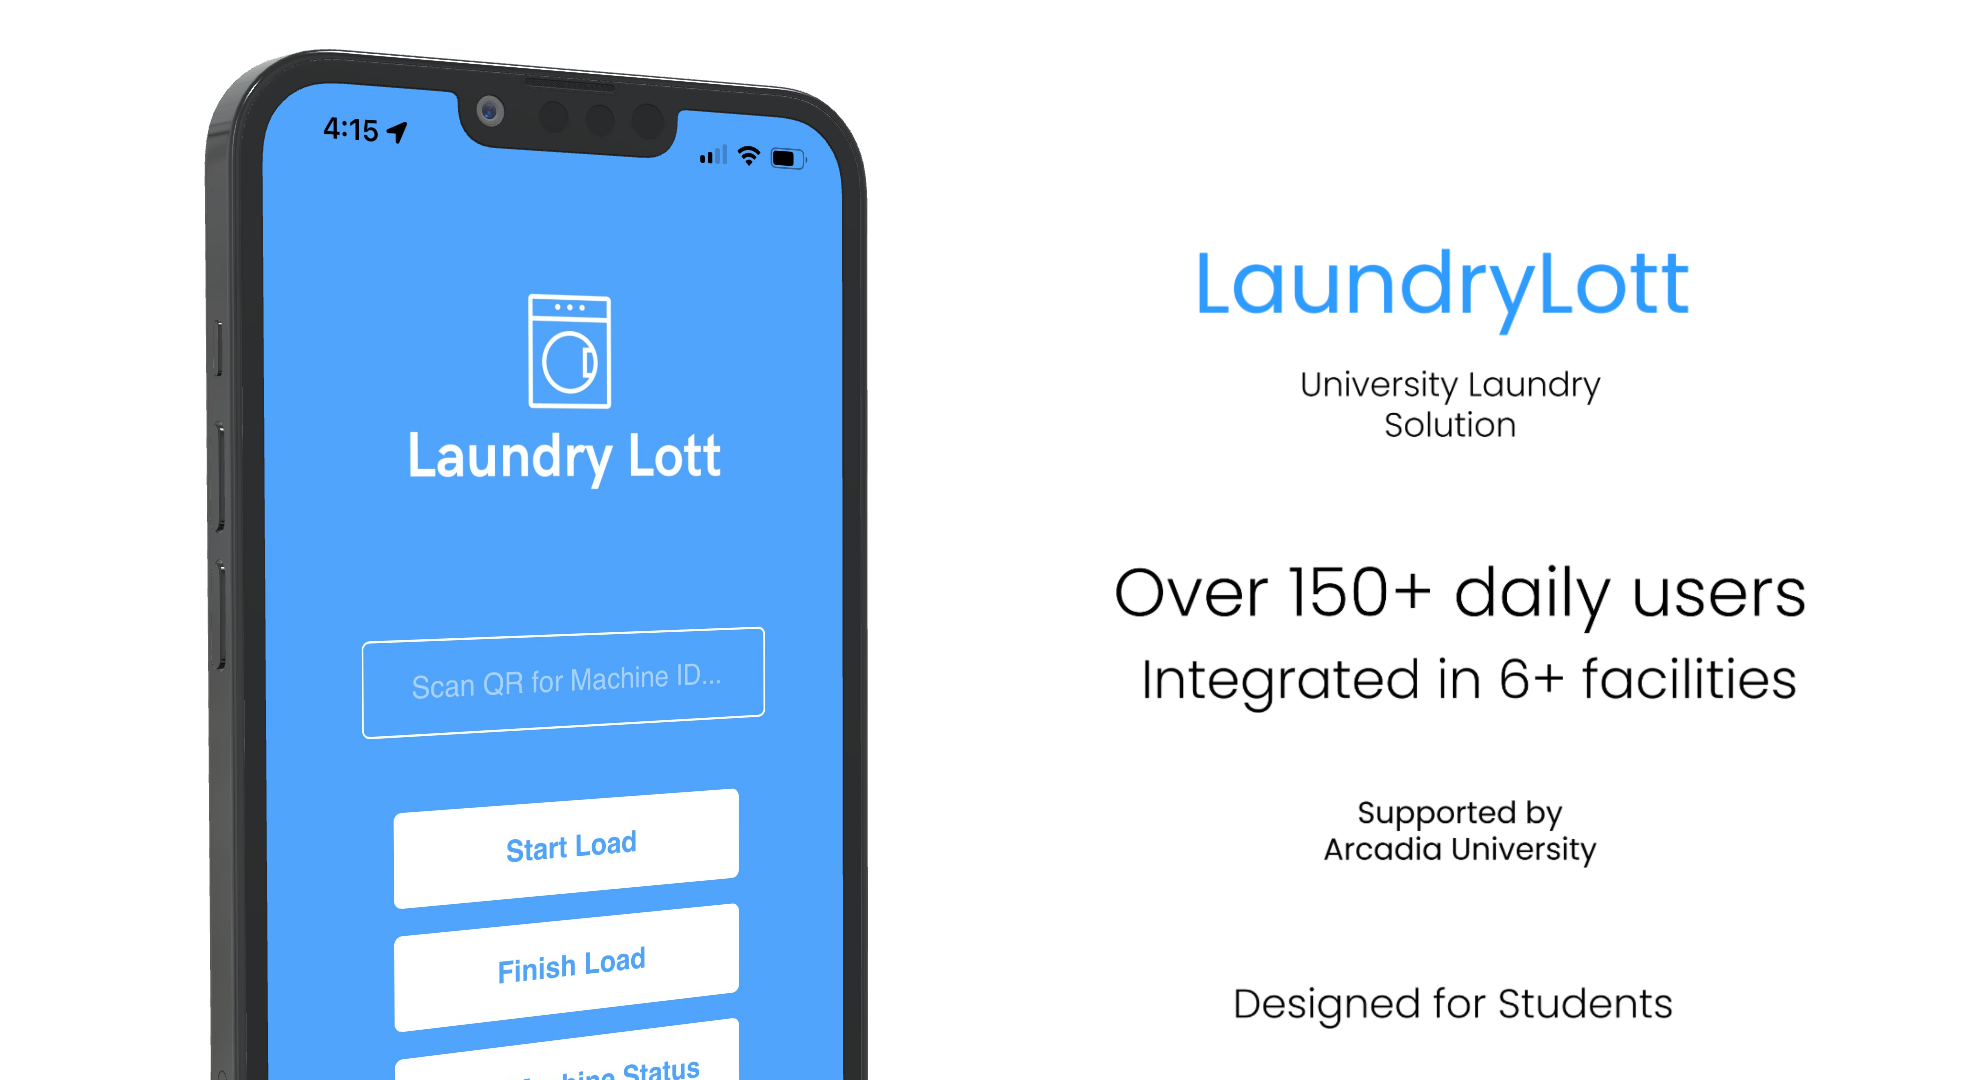 4:15
Laundry Lott
Scan QR for Machine ID...
Start Load
Finish Load
Status
LaundryLott
University Laundry
Solution
Over 150+ daily users
Integrated in 6+ facilities
Supported by
Arcadia University
Designed for Students